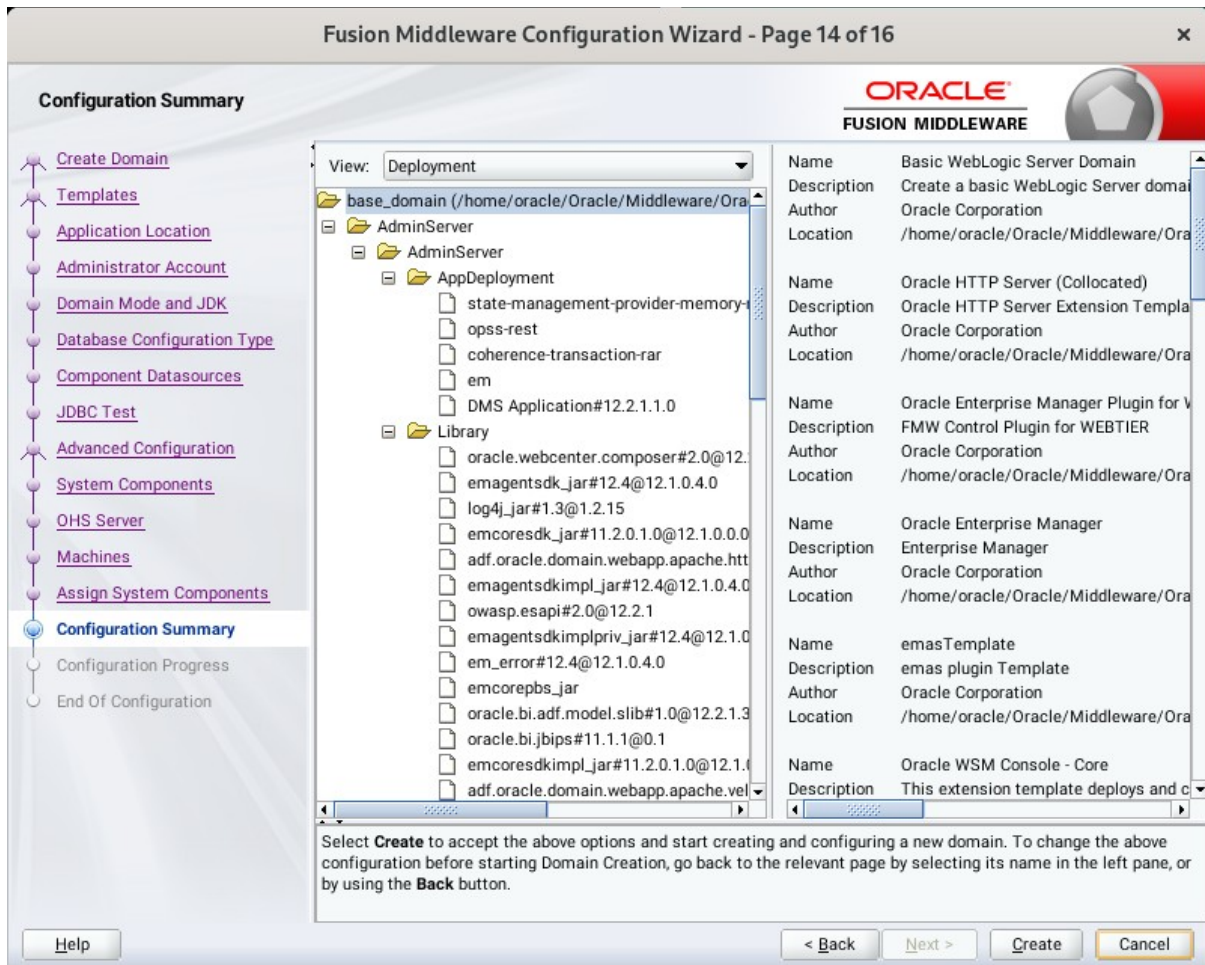 Fusion Middleware Configuration Wizard - Page 14 of 16
Configuration Summary
ORACLE
FUSION MIDDLEWARE
Create Domain
Templates
Application Location
Administrator Account
Domain Mode and JDK
Database Configuration Type
Component Datasources
JDBC Test
Advanced Configuration
System Components
OHS Server
Machines
Assign System Components
Configuration Summary
Configuration Progress
End Of Configuration
View: Deployment
base_domain (/home/oracle/Oracle/Middleware/Ora
AdminServer
AdminServer
AppDeployment
state-management-provider-memory-
opss-rest
coherence-transaction-rar
em
DMS Application#12.2.1.1.0
Library
oracle.webcenter.composer#2.0@12.
emagentsdk_jar#12.4@12.1.0.4.0
log4j_jar#1.3@1.2.15
emcoresdk_jar#11.2.0.1.0@12.1.0.0.0
adf.oracle.domain.webapp.apache.htt
emagentsdkimpl_jar#12.4@12.1.0.4.0
owasp.esapi#2.0@12.2.1
emagentsdkimplpriv_jar#12.4@12.1.0
em_error#12.4@12.1.0.4.0
emcorepbs_jar
oracle.bi.adf.model.slib#1.0@12.2.1.3
oracle.bi.jbips#11.1.1@0.1
emcoresdkimpl_jar#11.2.0.1.0@12.1.
adf.oracle.domain.webapp.apache.vel
Name Basic WebLogic Server Domain
Description Create a basic WebLogic Server domai
Author Oracle Corporation
Location /home/oracle/Oracle/Middleware/Ora
Name Oracle HTTP Server (Collocated)
Description Oracle HTTP Server Extension Templa
Author Oracle Corporation
Location /home/oracle/Oracle/Middleware/Ora
Name Oracle Enterprise Manager Plugin for
Description FMW Control Plugin for WEBTIER
Author Oracle Corporation
Location /home/oracle/Oracle/Middleware/Ora
Name Oracle Enterprise Manager
Description Enterprise Manager
Author Oracle Corporation
Location /home/oracle/Oracle/Middleware/Ora
Name emasTemplate
Description emas plugin Template
Author Oracle Corporation
Location /home/oracle/Oracle/Middleware/Ora
Name Oracle WSM Console - Core
Description This extension template deploys and c
Select Create to accept the above options and start creating and configuring a new domain. To change the above
configuration before starting Domain Creation, go back to the relevant page by selecting its name in the left pane, or
by using the Back button.
Help
< Back Next > Create Cancel